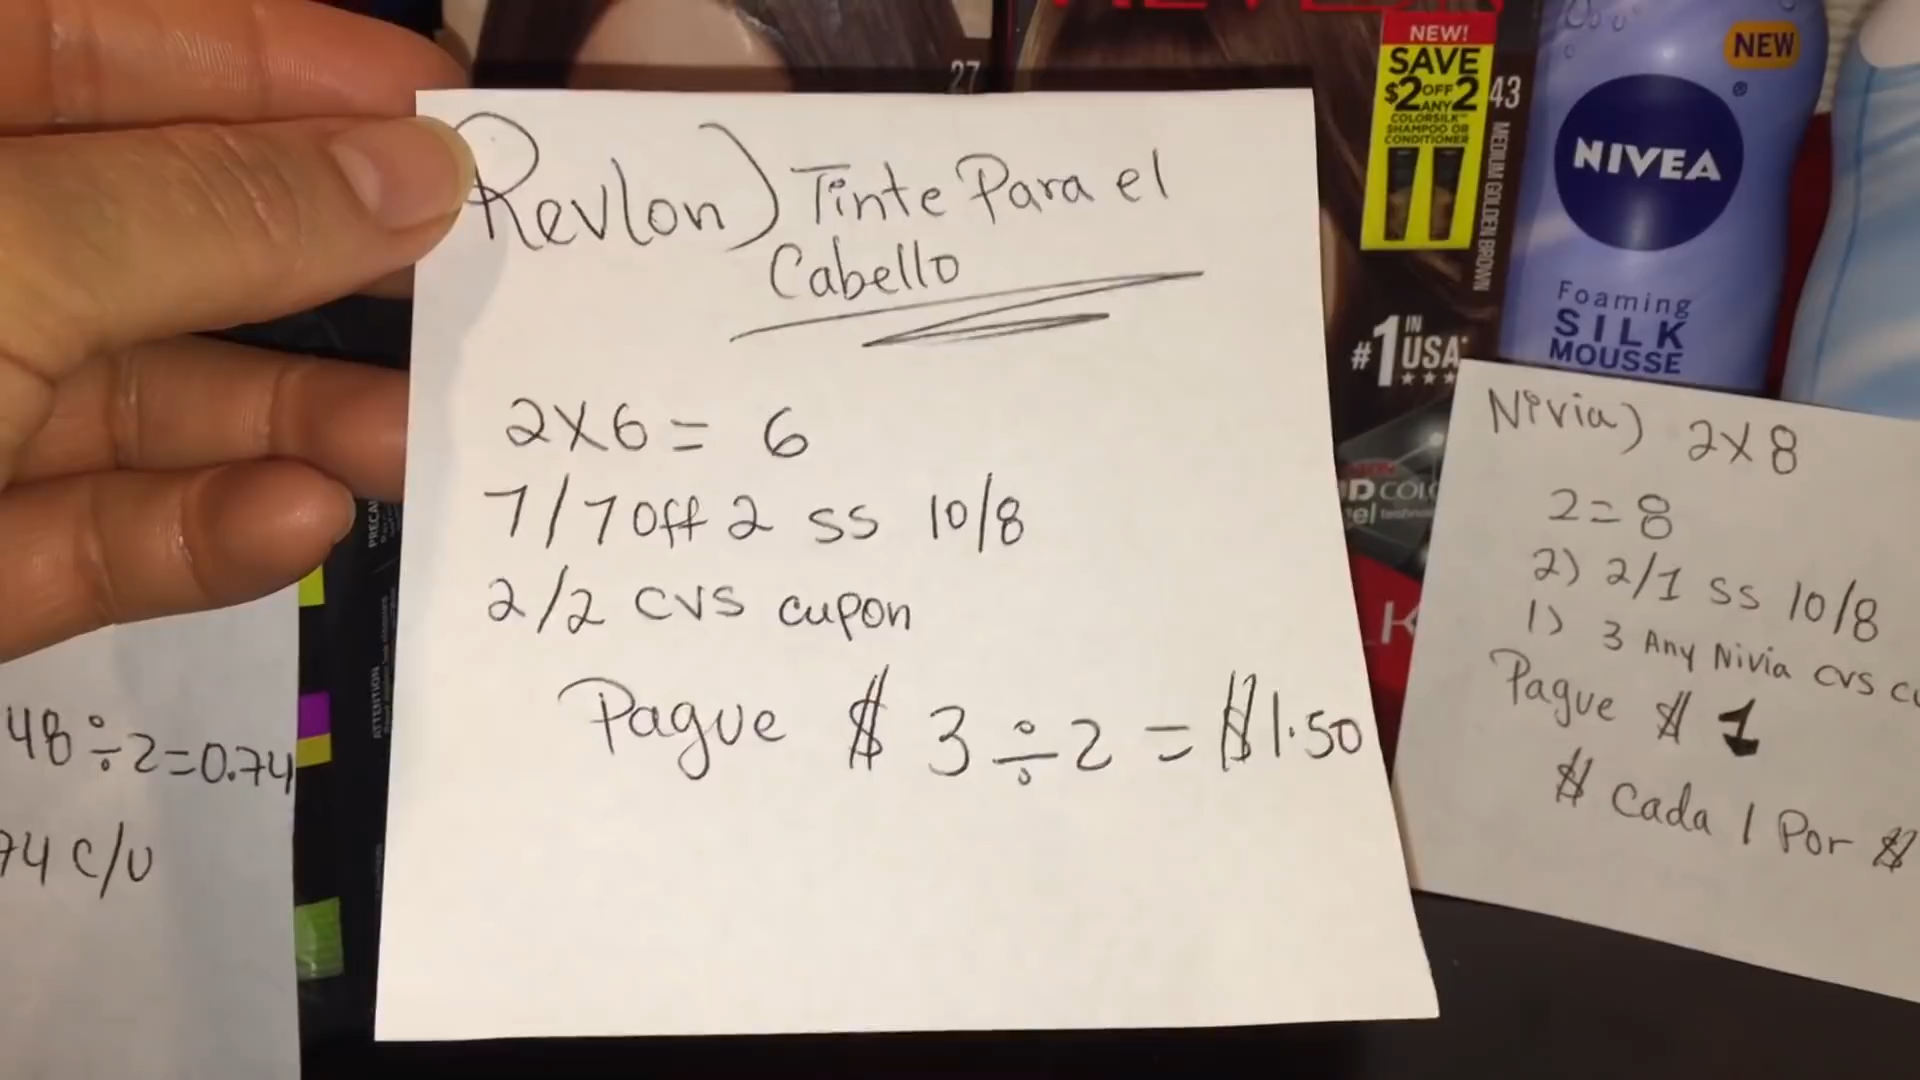 Revlon) Tinte Para el
Cabello
2X6 = 6
7/7 off 2 ss 10/8
2/2 cvs cupon
Pague $ 3 ÷ 2 = $1.50
48 ÷ 2 = 0.74
74 c/u
Nivia) 2X8
2 = 8
2) 2/1 ss 10/8
1) 3 Any Nivia cvs
Pague $ 1
$ cada 1 Por $
27
NEW!
SAVE
$2 OFF ANY 2
COLORSILK™
SHAMPOO OR
CONDITIONER
43
MEDIUM GOLDEN BROWN
#1 IN USA*
NEW
NIVEA
®
Foaming
SILK
MOUSSE
ATTENTION